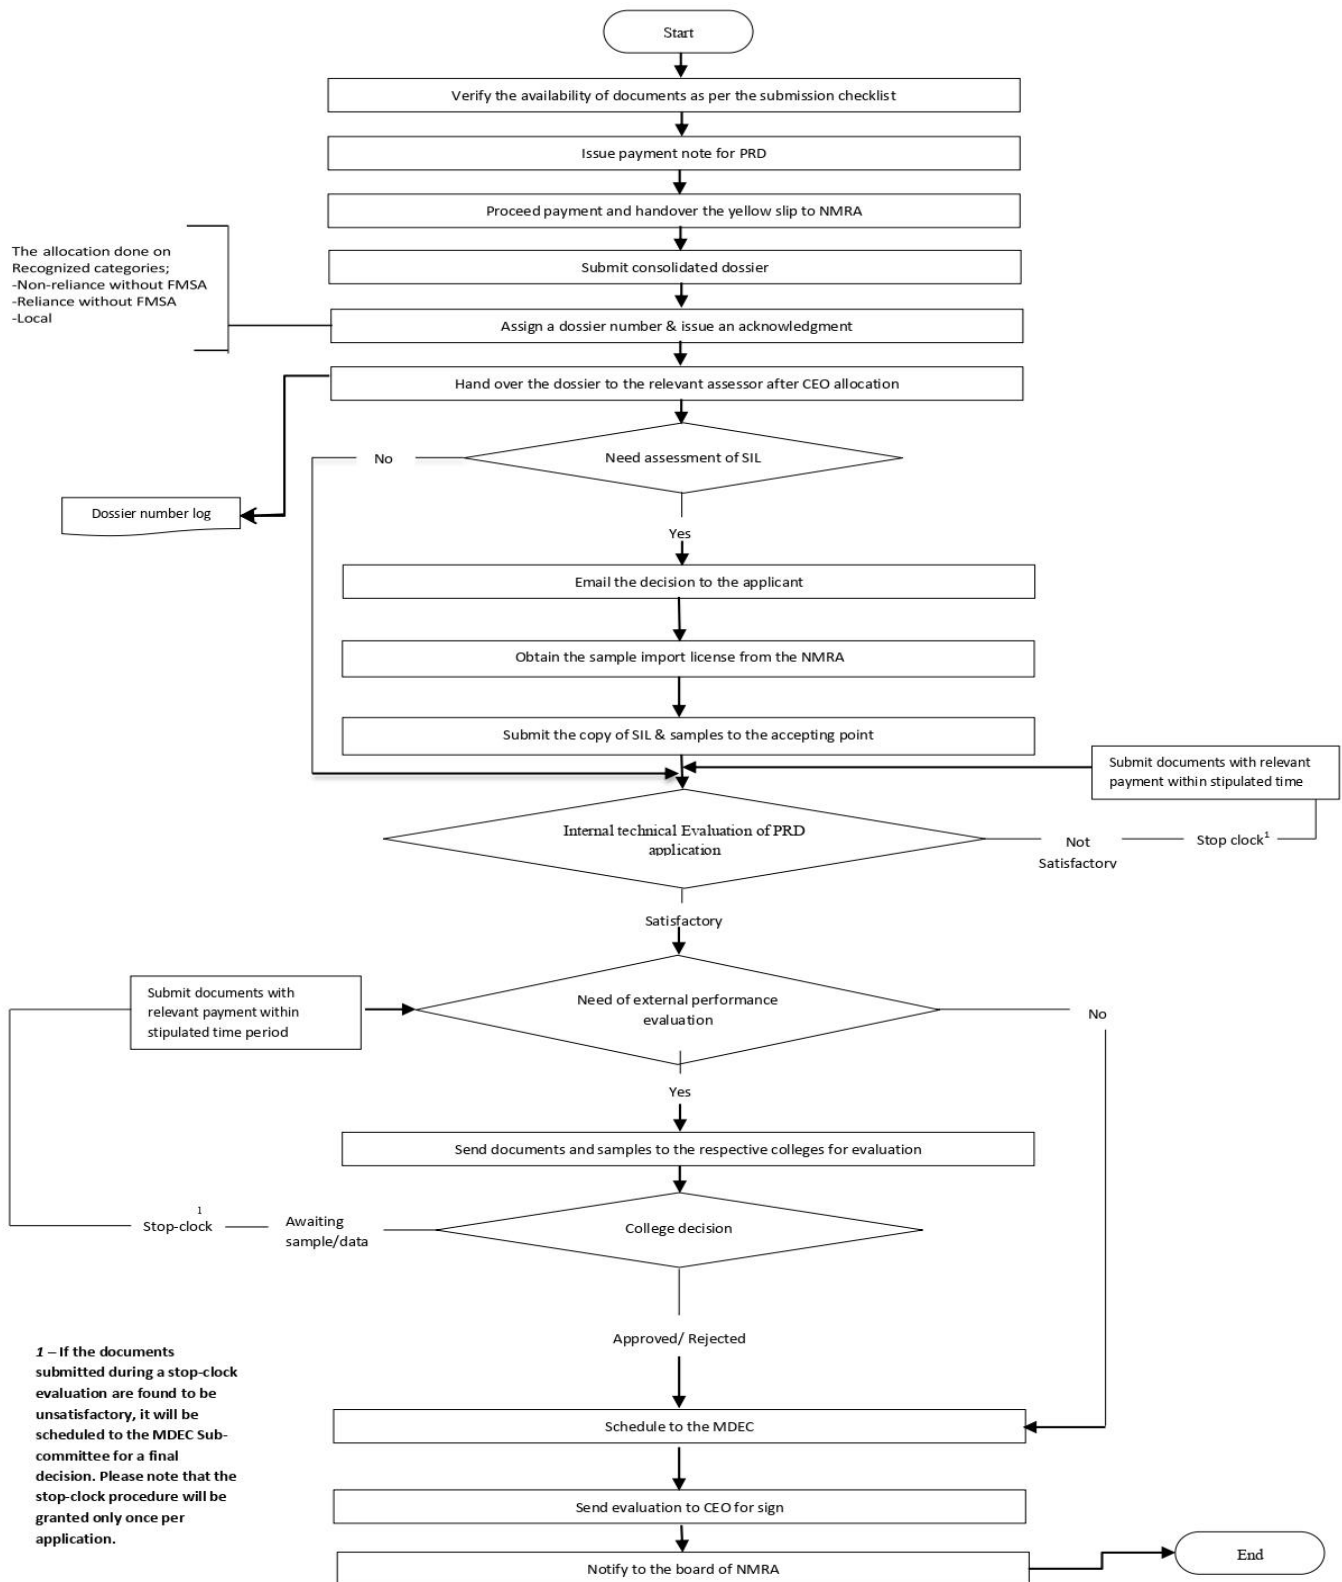 Start
Verify the availability of documents as per the submission checklist
Issue payment note for PRD
Proceed payment and handover the yellow slip to NMRA
The allocation done on
Recognized categories;
-Non-reliance without FMSA
-Reliance without FMSA
-Local
Submit consolidated dossier
Assign a dossier number & issue an acknowledgment
Hand over the dossier to the relevant assessor after CEO allocation
Need assessment of SIL
No
Dossier number log
Yes
Email the decision to the applicant
Obtain the sample import license from the NMRA
Submit the copy of SIL & samples to the accepting point
Submit documents with relevant
payment within stipulated time
Internal technical Evaluation of PRD
application
Not
Satisfactory
Stop clock1
Satisfactory
Submit documents with
relevant payment within
stipulated time period
Need of external performance
evaluation
No
Yes
Send documents and samples to the respective colleges for evaluation
College decision
Awaiting
sample/data
1
Stop-clock
Approved/ Rejected
1 – If the documents
submitted during a stop-clock
evaluation are found to be
unsatisfactory, it will be
scheduled to the MDEC Sub-
committee for a final
decision. Please note that the
stop-clock procedure will be
granted only once per
application.
Schedule to the MDEC
Send evaluation to CEO for sign
Notify to the board of NMRA
End